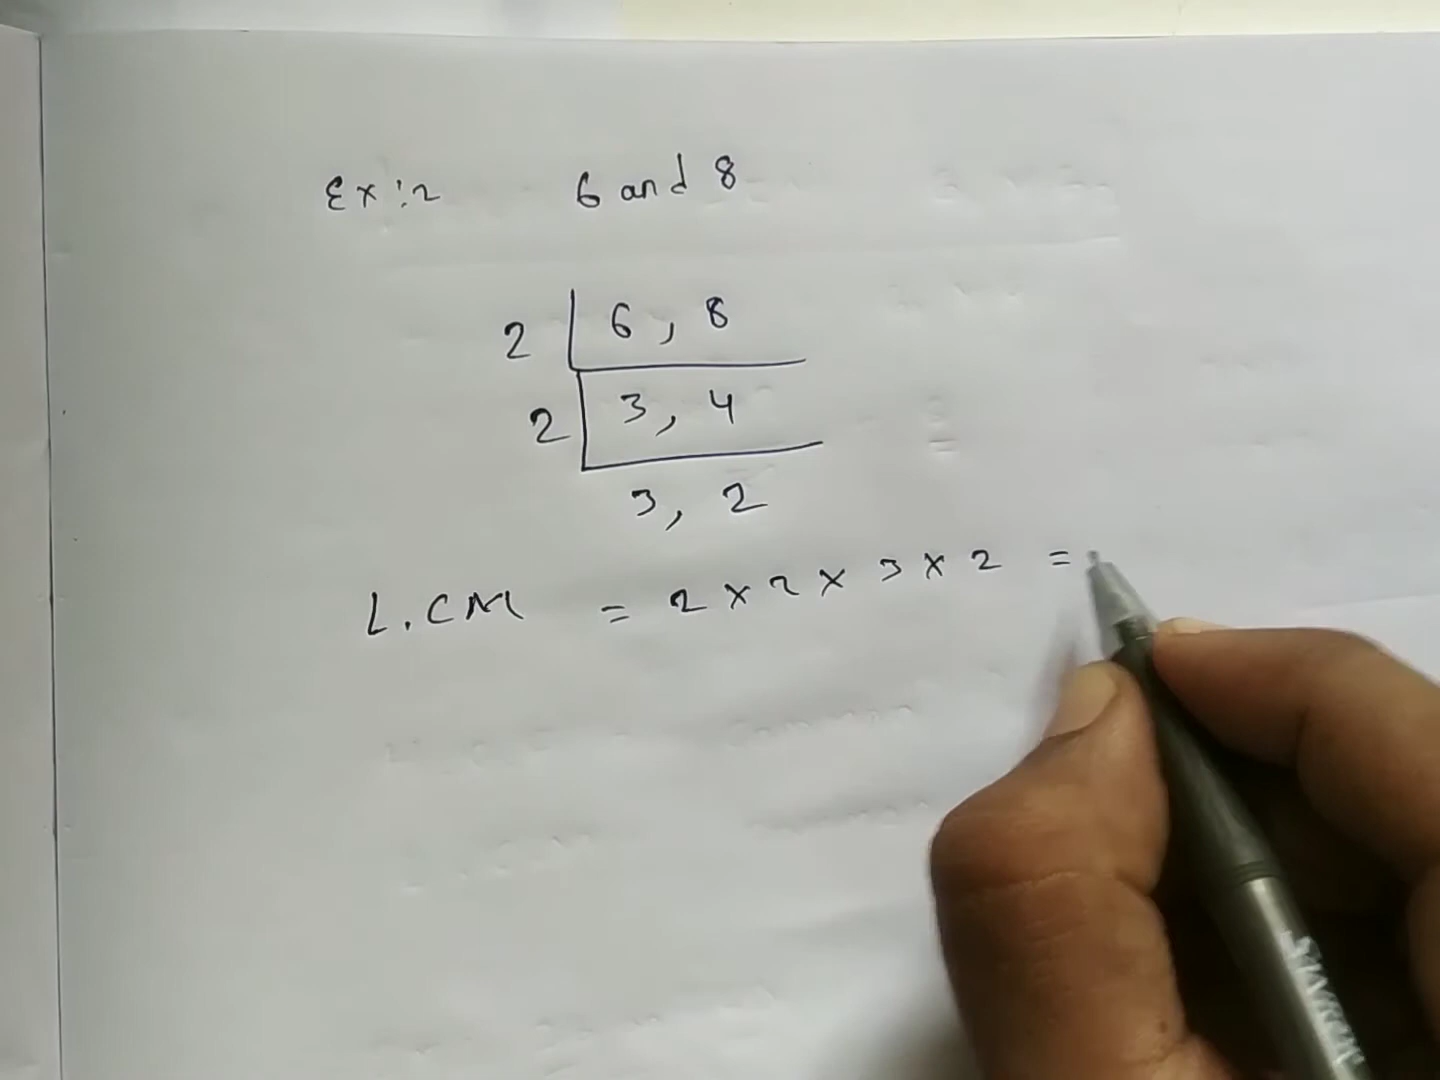 Ex:2 6 and 8
2 6, 8
2 3, 4
3, 2
L.CM = 2 x 2 x 3 x 2 =